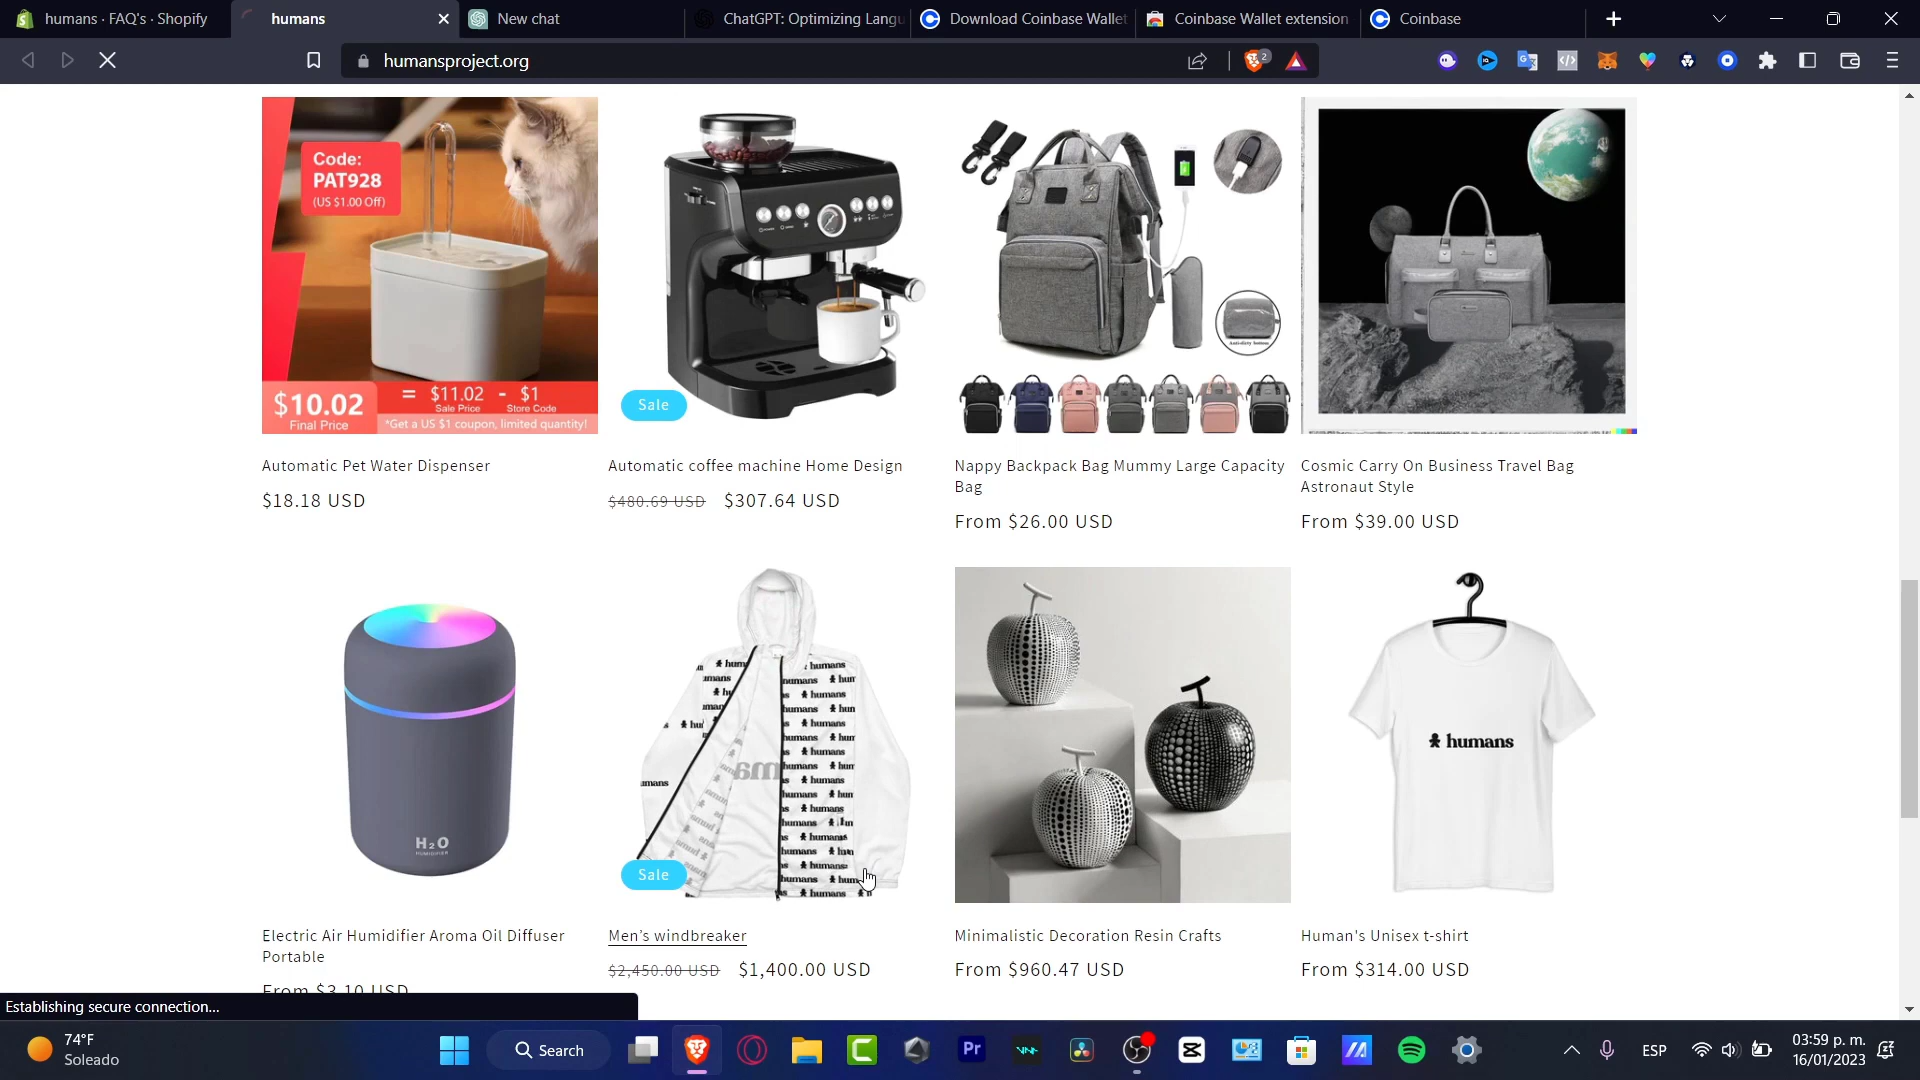 humans · FAQ's · Shopify
humans
New chat
ChatGPT: Optimizing Langu
Download Coinbase Wallet
Coinbase Wallet extension
Coinbase
humansproject.org
2
Code:
PAT928
(US $1.00 Off)
$10.02
Final Price
= $11.02 - $1
Sale Price Store Code
*Get a US $1 coupon, limited quantity!
Sale
Anti-dirty bottom
Automatic Pet Water Dispenser
$18.18 USD
Automatic coffee machine Home Design
$480.69 USD $307.64 USD
Nappy Backpack Bag Mummy Large Capacity
Bag
From $26.00 USD
Cosmic Carry On Business Travel Bag
Astronaut Style
From $39.00 USD
H2O
HUMIDIFIER
humans
Sale
humans
Electric Air Humidifier Aroma Oil Diffuser
Portable
From $3.10 USD
Men's windbreaker
$2,450.00 USD $1,400.00 USD
Minimalistic Decoration Resin Crafts
From $960.47 USD
Human's Unisex t-shirt
From $314.00 USD
Establishing secure connection...
74°F
Soleado
Search
Pr
ESP
03:59 p. m.
16/01/2023